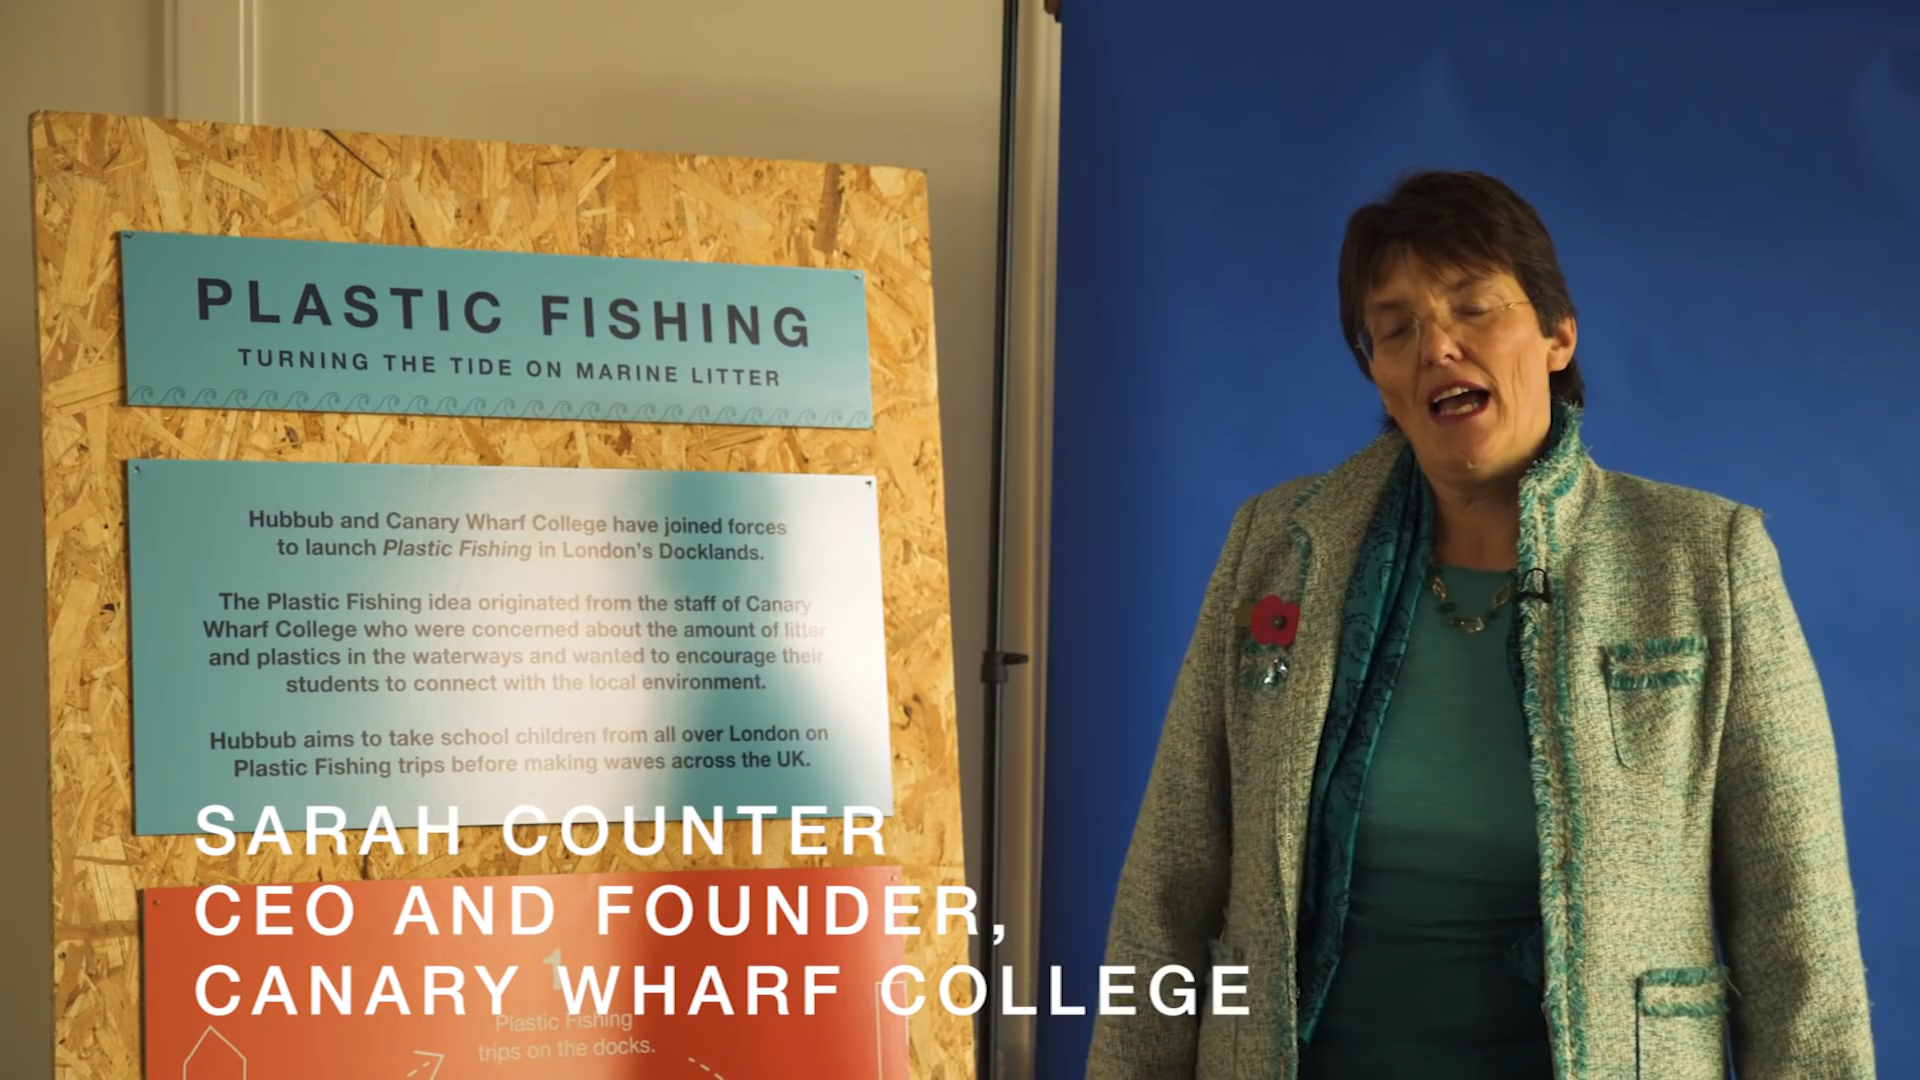 PLASTIC FISHING
TURNING THE TIDE ON MARINE LITTER
Hubbub and Canary Wharf College have joined forces
to launch Plastic Fishing in London's Docklands.
The Plastic Fishing idea originated from the staff of Canary
Wharf College who were concerned about the amount of litter
and plastics in the waterways and wanted to encourage their
students to connect with the local environment.
Hubbub aims to take school children from all over London on
Plastic Fishing trips before making waves across the UK.
SARAH COUNTER
CEO AND FOUNDER,
CANARY WHARF COLLEGE
1
Plastic Fishing
trips on the docks.